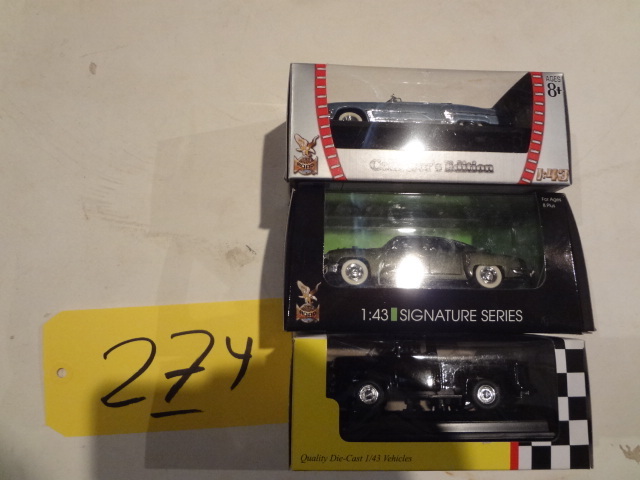 AGES
8+
Collector's Edition
1:43
For Ages
8 Plus
1:43 SIGNATURE SERIES
274
Quality Die-Cast 1/43 Vehicles